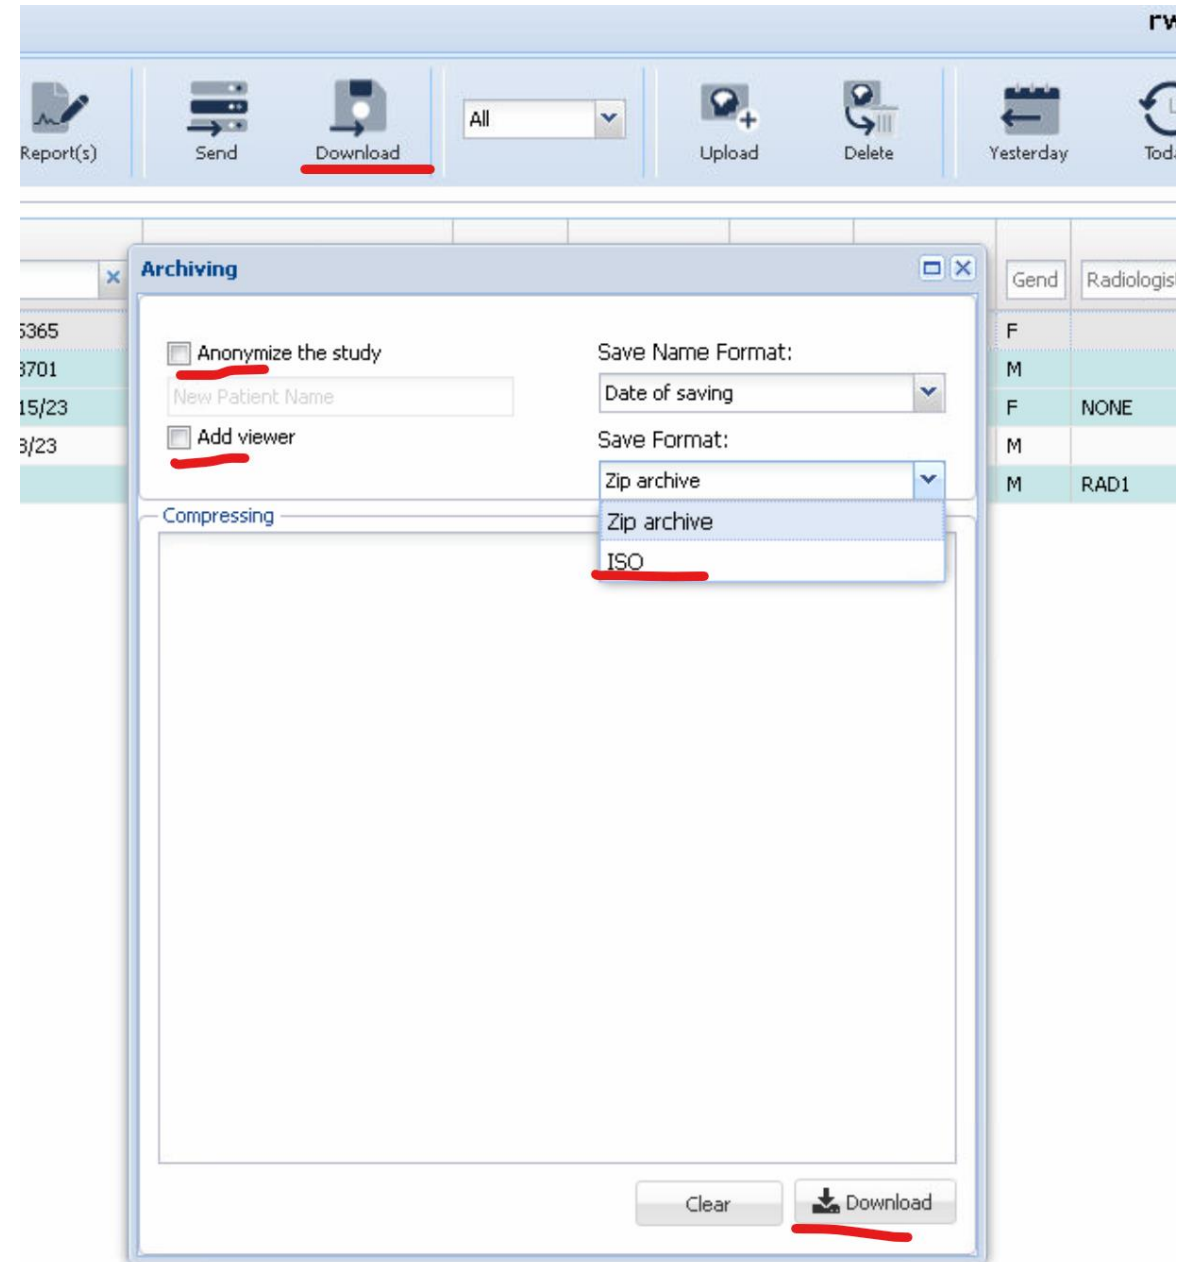 rw
Report(s) Send Download All Upload Delete Yesterday Tod
Archiving
Gend Radiologis
5365 F
3701 M
15/23 F NONE
3/23 M
M RAD1
Anonymize the study
New Patient Name
Add viewer
Save Name Format:
Date of saving
Save Format:
Zip archive
Zip archive
ISO
Compressing
Clear Download